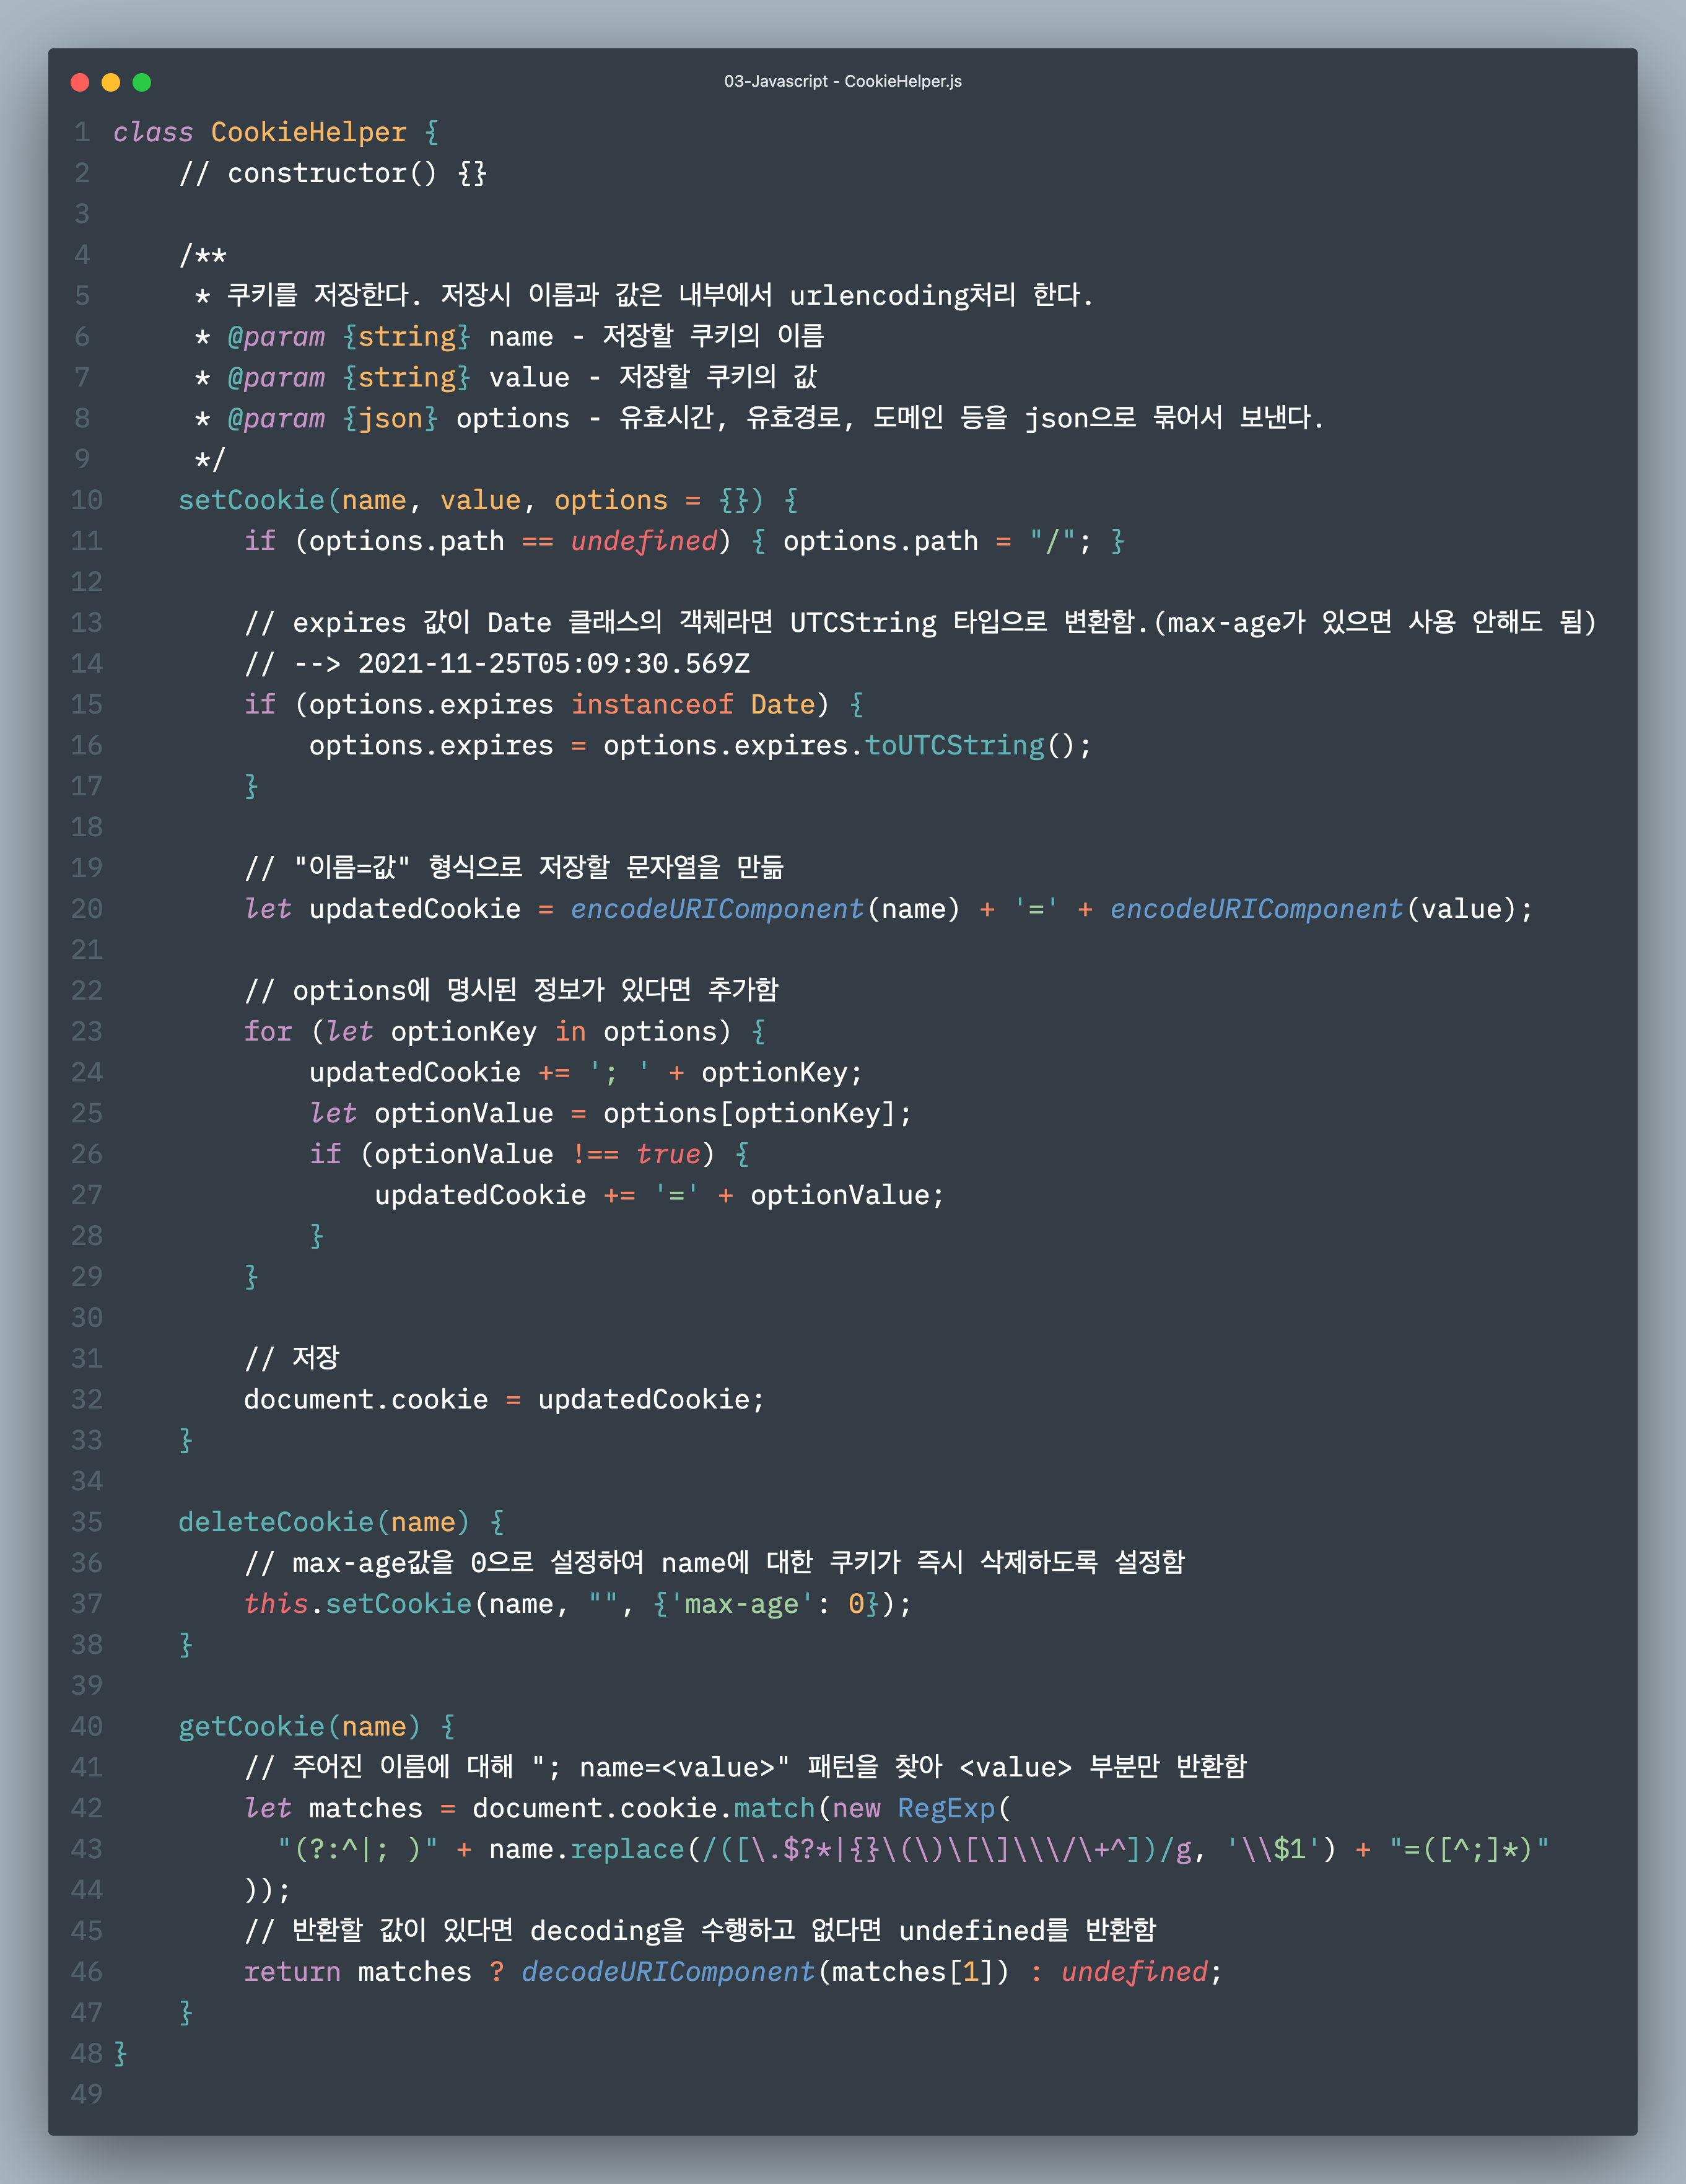 03-Javascript - CookieHelper.js
1 class CookieHelper {
2     // constructor() {}
3
4     /**
5      * 쿠키를 저장한다. 저장시 이름과 값은 내부에서 urlencoding처리 한다.
6      * @param {string} name - 저장할 쿠키의 이름
7      * @param {string} value - 저장할 쿠키의 값
8      * @param {json} options - 유효시간, 유효경로, 도메인 등을 json으로 묶어서 보낸다.
9      */
10     setCookie(name, value, options = {}) {
11         if (options.path == undefined) { options.path = "/"; }
12
13         // expires 값이 Date 클래스의 객체라면 UTCString 타입으로 변환함.(max-age가 있으면 사용 안해도 됨)
14         // --> 2021-11-25T05:09:30.569Z
15         if (options.expires instanceof Date) {
16             options.expires = options.expires.toUTCString();
17         }
18
19         // "이름=값" 형식으로 저장할 문자열을 만듦
20         let updatedCookie = encodeURIComponent(name) + '=' + encodeURIComponent(value);
21
22         // options에 명시된 정보가 있다면 추가함
23         for (let optionKey in options) {
24             updatedCookie += '; ' + optionKey;
25             let optionValue = options[optionKey];
26             if (optionValue !== true) {
27                 updatedCookie += '=' + optionValue;
28             }
29         }
30
31         // 저장
32         document.cookie = updatedCookie;
33     }
34
35     deleteCookie(name) {
36         // max-age값을 0으로 설정하여 name에 대한 쿠키가 즉시 삭제하도록 설정함
37         this.setCookie(name, "", {'max-age': 0});
38     }
39
40     getCookie(name) {
41         // 주어진 이름에 대해 "; name=<value>" 패턴을 찾아 <value> 부분만 반환함
42         let matches = document.cookie.match(new RegExp(
43           "(?:^|; )" + name.replace(/([\.$?*|{}\(\)\[\]\\\/\+^])/g, '\\$1') + "=([^;]*)"
44         ));
45         // 반환할 값이 있다면 decoding을 수행하고 없다면 undefined를 반환함
46         return matches ? decodeURIComponent(matches[1]) : undefined;
47     }
48 }
49